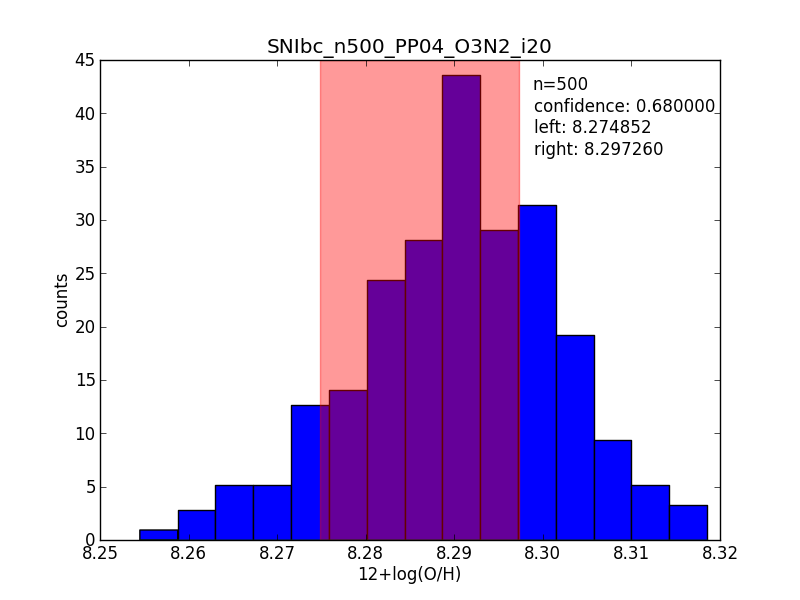 SNIbc_n500_PP04_O3N2_i20
45
40
35
30
25
20
15
10
5
0
counts
n=500
confidence: 0.680000
left: 8.274852
right: 8.297260
8.25 8.26 8.27 8.28 8.29 8.30 8.31 8.32
12+log(O/H)